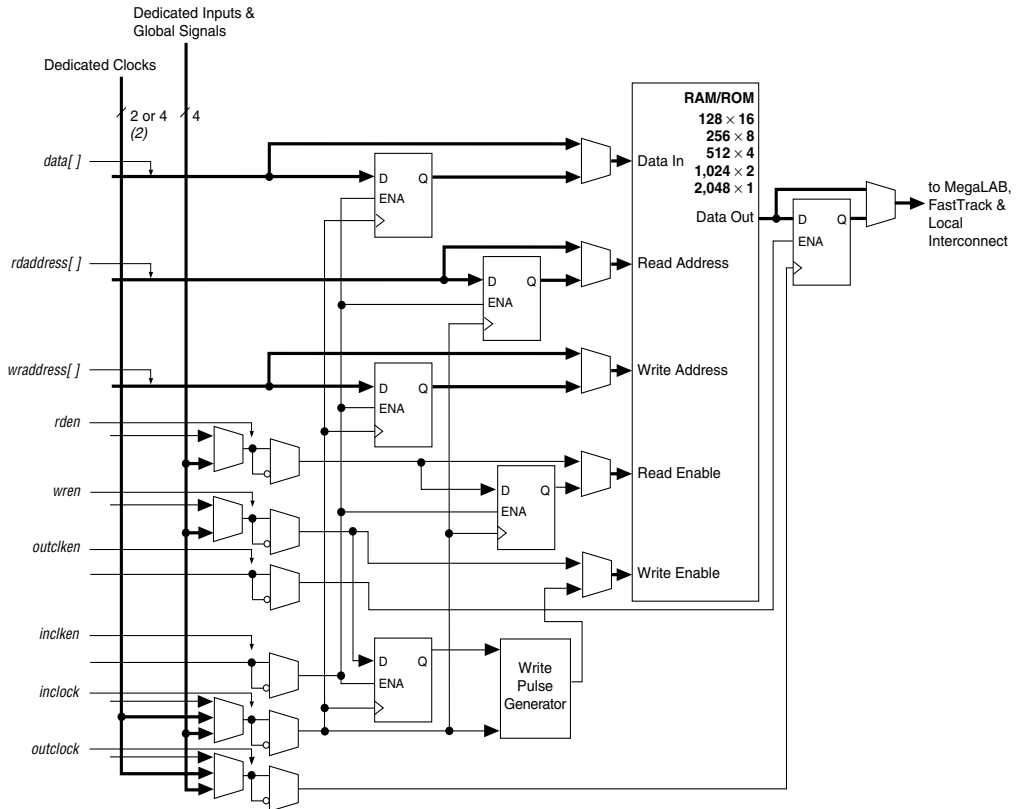 Dedicated Inputs &
Global Signals
Dedicated Clocks
2 or 4
(2)
4
data[ ]
rdaddress[ ]
wraddress[ ]
rden
wren
outclken
inclken
inclock
outclock
D Q
ENA
D Q
ENA
D Q
ENA
D Q
ENA
D Q
ENA
Write
Pulse
Generator
RAM/ROM
128 × 16
256 × 8
512 × 4
1,024 × 2
2,048 × 1
Data In
Data Out
Read Address
Write Address
Read Enable
Write Enable
D Q
ENA
to MegaLAB,
FastTrack &
Local
Interconnect